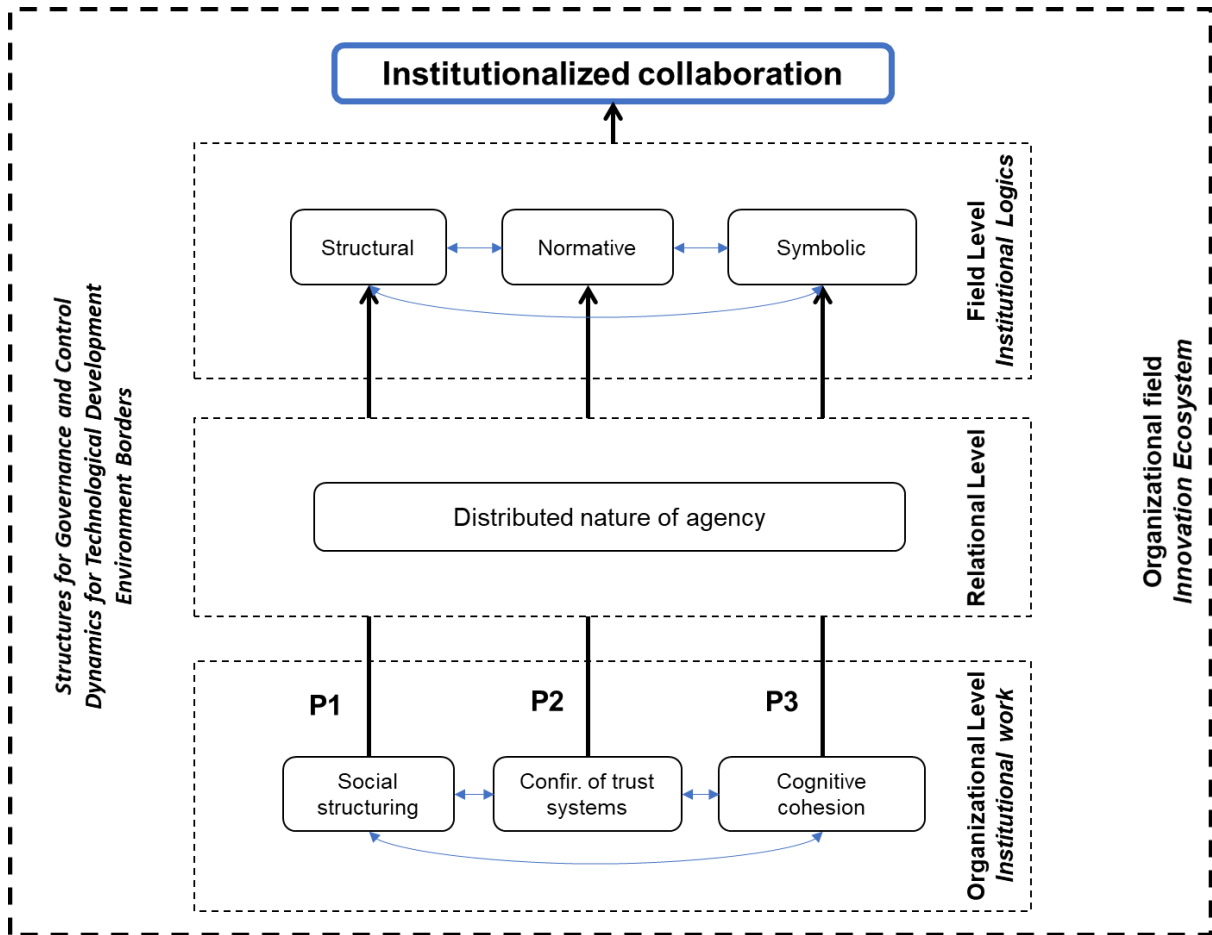 Institutionalized collaboration
Structural
Normative
Symbolic
Field Level
Institutional Logics
Structures for Governance and Control
Dynamics for Technological Development
Environment Borders
Distributed nature of agency
Relational Level
Organizational field
Innovation Ecosystem
P1
P2
P3
Social
structuring
Confir. of trust
systems
Cognitive
cohesion
Organizational Level
Institutional work